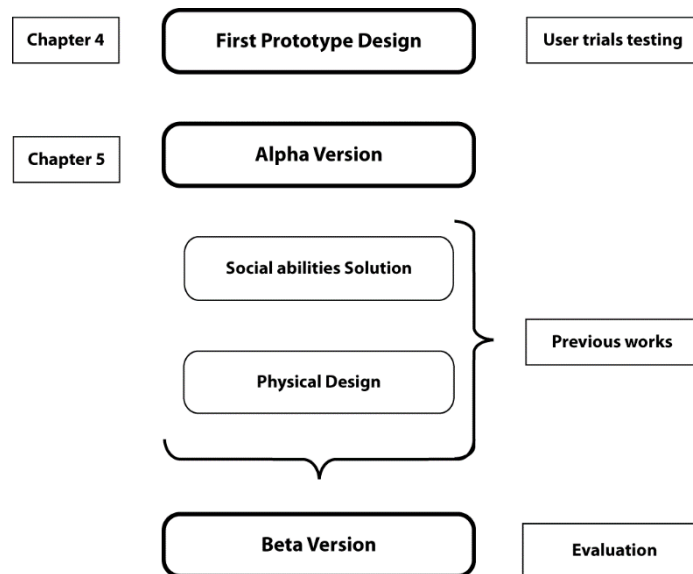 Chapter 4
First Prototype Design
User trials testing
Chapter 5
Alpha Version
Social abilities Solution
Previous works
Physical Design
Beta Version
Evaluation